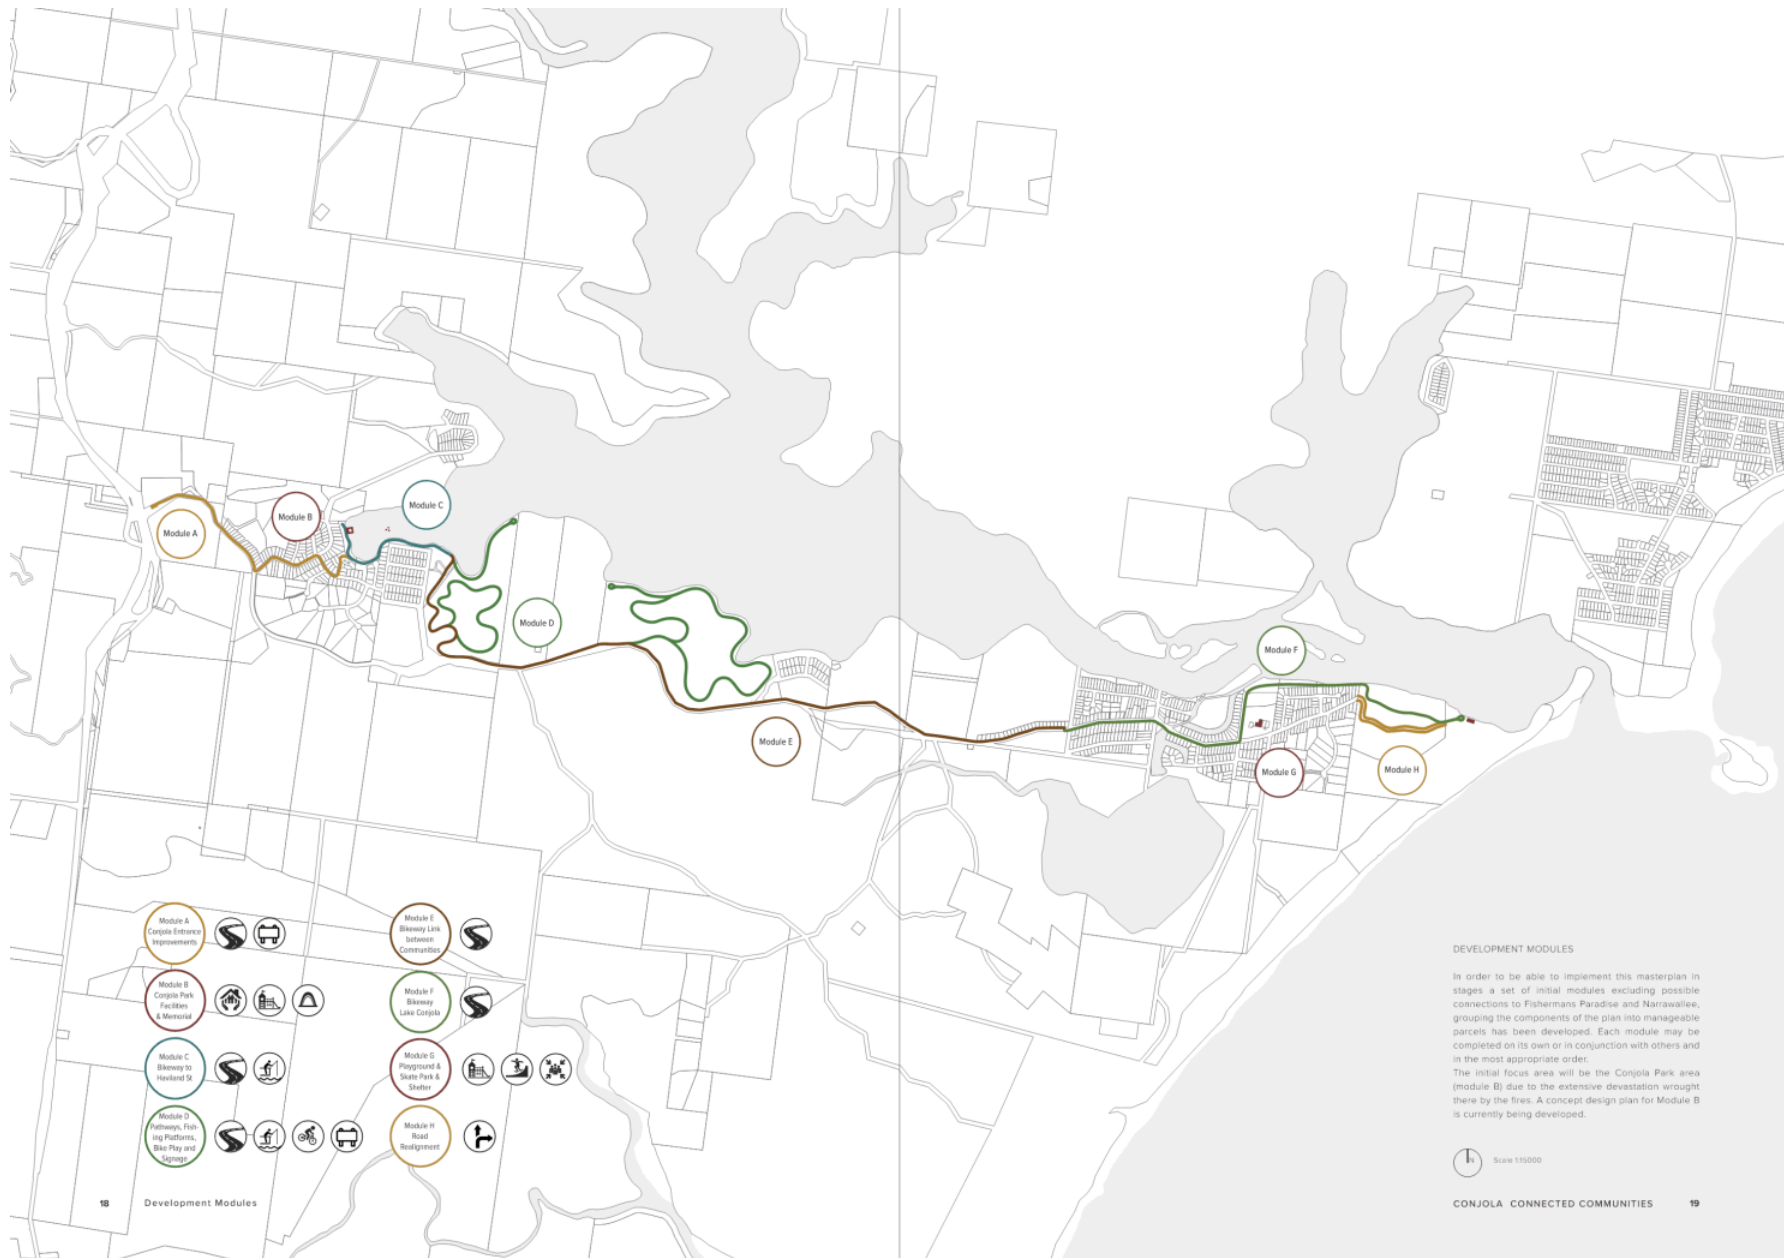 Module A
Module B
Module C
Module D
Module E
Module F
Module G
Module H
Module A
Conjola Entrance
Improvements
Module B
Conjola Park
Facilities
& Memorial
Module C
Bikeway to
Haviland St
Module D
Pathways, Fish-
ing Platforms,
Bike Play and
Signage
Module E
Bikeway Link
between
Communities
Module F
Bikeway
Lake Conjola
Module G
Playground &
Skate Park &
Shelter
Module H
Road
Realignment
18 Development Modules
DEVELOPMENT MODULES
In order to be able to implement this masterplan in
stages a set of initial modules excluding possible
connections to Fishermans Paradise and Narrawallee,
grouping the components of the plan into manageable
parcels has been developed. Each module may be
completed on its own or in conjunction with others and
in the most appropriate order.
The initial focus area will be the Conjola Park area
(module B) due to the extensive devastation wrought
there by the fires. A concept design plan for Module B
is currently being developed.
N
Scale 1:15000
CONJOLA CONNECTED COMMUNITIES 19